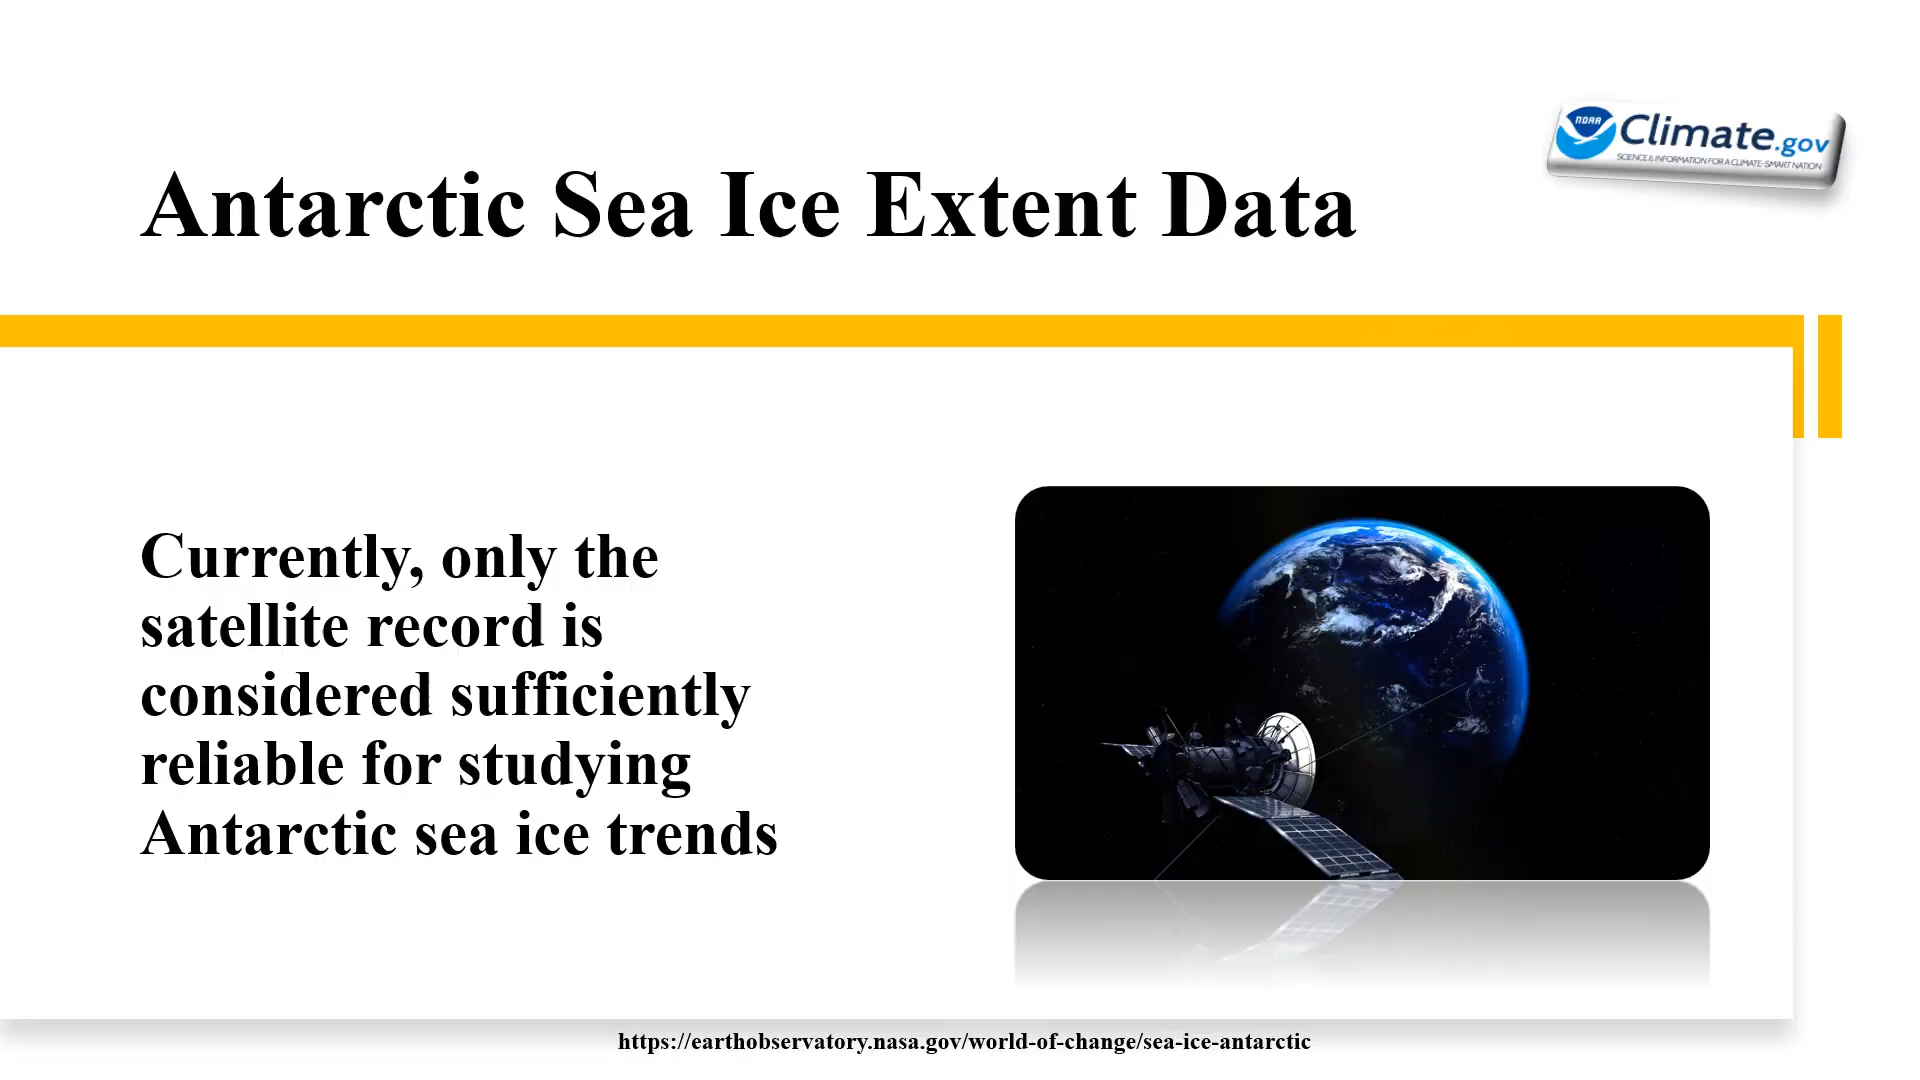 NOAA
Climate.gov
SCIENCE & INFORMATION FOR A CLIMATE-SMART NATION
Antarctic Sea Ice Extent Data
Currently, only the
satellite record is
considered sufficiently
reliable for studying
Antarctic sea ice trends
https://earthobservatory.nasa.gov/world-of-change/sea-ice-antarctic